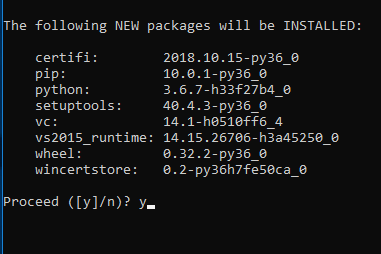 The following NEW packages will be INSTALLED:
certifi: 2018.10.15-py36_0
pip: 10.0.1-py36_0
python: 3.6.7-h33f27b4_0
setuptools: 40.4.3-py36_0
vc: 14.1-h0510ff6_4
vs2015_runtime: 14.15.26706-h3a45250_0
wheel: 0.32.2-py36_0
wincertstore: 0.2-py36h7fe50ca_0
Proceed ([y]/n)? y